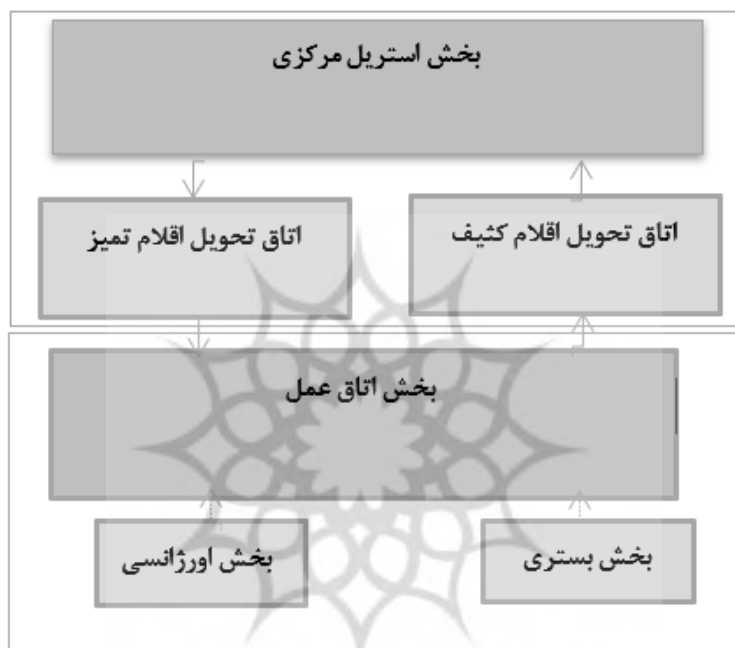 بخش استریل مرکزی
اتاق تحویل اقلام کثیف
اتاق تحویل اقلام تمیز
بخش اتاق عمل
بخش بستری
بخش اورژانسی